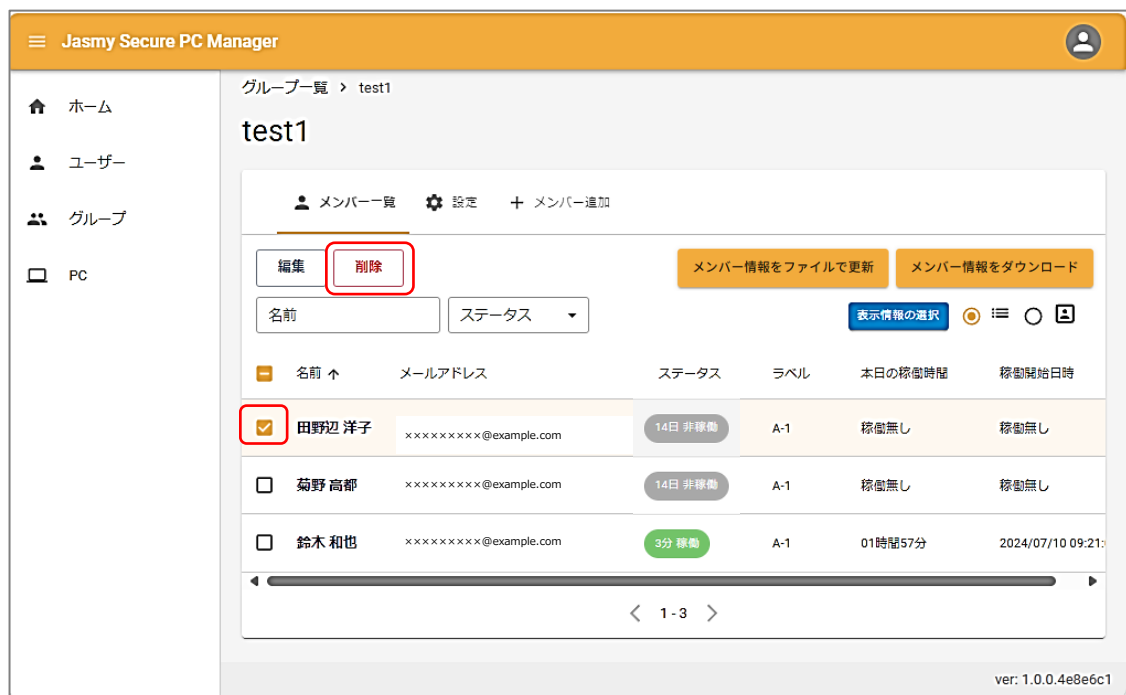 Jasmy Secure PC Manager
ホーム
ユーザー
グループ
PC
グループ一覧 > test1
test1
メンバー一覧 設定 + メンバー追加
編集 削除 メンバー情報をファイルで更新 メンバー情報をダウンロード
名前 ステータス 表示情報の選択
名前 ↑ メールアドレス ステータス ラベル 本日の稼働時間 稼働開始日時
田野辺 洋子 ×××××××××@example.com 14日 非稼働 A-1 稼働無し 稼働無し
菊野 高都 ×××××××××@example.com 14日 非稼働 A-1 稼働無し 稼働無し
鈴木 和也 ×××××××××@example.com 3分 稼働 A-1 01時間57分 2024/07/10 09:21:
1 - 3
ver: 1.0.0.4e8e6c1